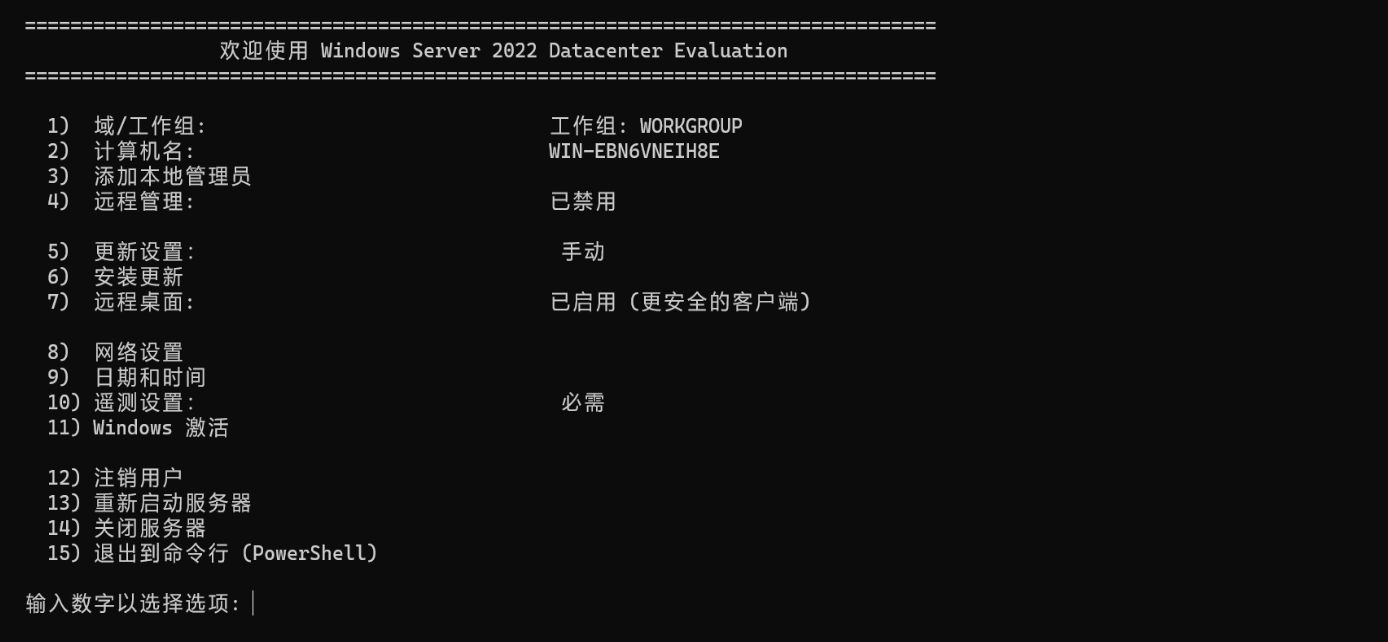 ================================================================================
欢迎使用 Windows Server 2022 Datacenter Evaluation
================================================================================
1) 域/工作组: 工作组: WORKGROUP
2) 计算机名: WIN-EBN6VNEIH8E
3) 添加本地管理员
4) 远程管理: 已禁用
5) 更新设置: 手动
6) 安装更新
7) 远程桌面: 已启用 (更安全的客户端)
8) 网络设置
9) 日期和时间
10) 遥测设置: 必需
11) Windows 激活
12) 注销用户
13) 重新启动服务器
14) 关闭服务器
15) 退出到命令行 (PowerShell)
输入数字以选择选项: